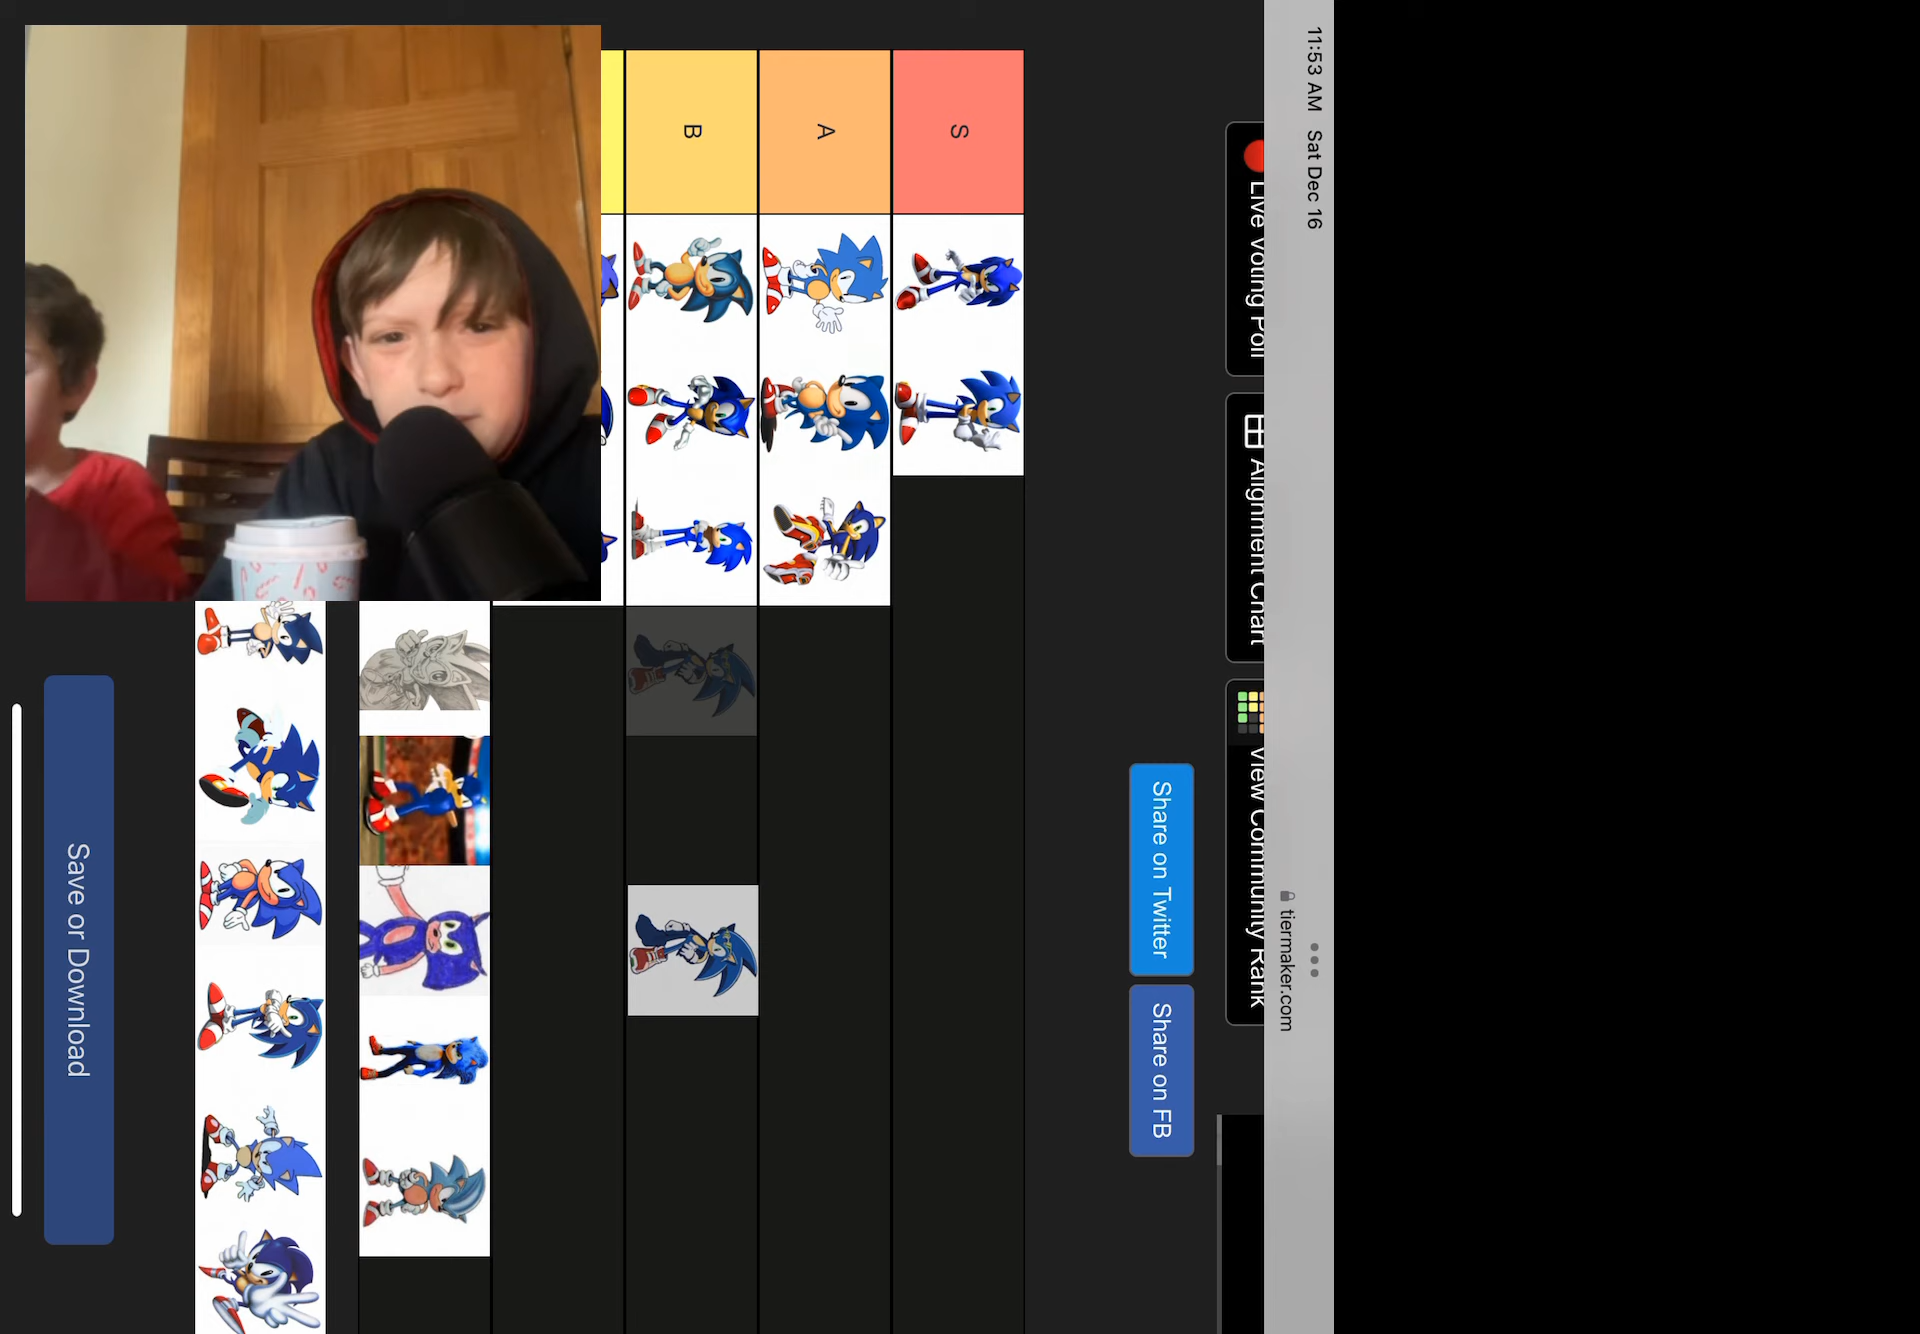 11:53 AM Sat Dec 16
tiermaker.com
Live Voting Poll
Alignment Chart
View Community Rank
Share on Twitter
Share on FB
S
A
B
Save or Download